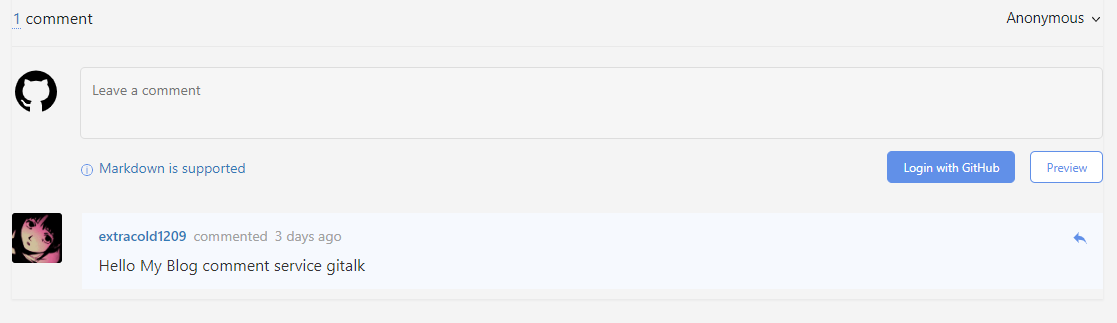 1 comment
Anonymous
Leave a comment
Markdown is supported
Login with GitHub
Preview
extracold1209 commented 3 days ago
Hello My Blog comment service gitalk